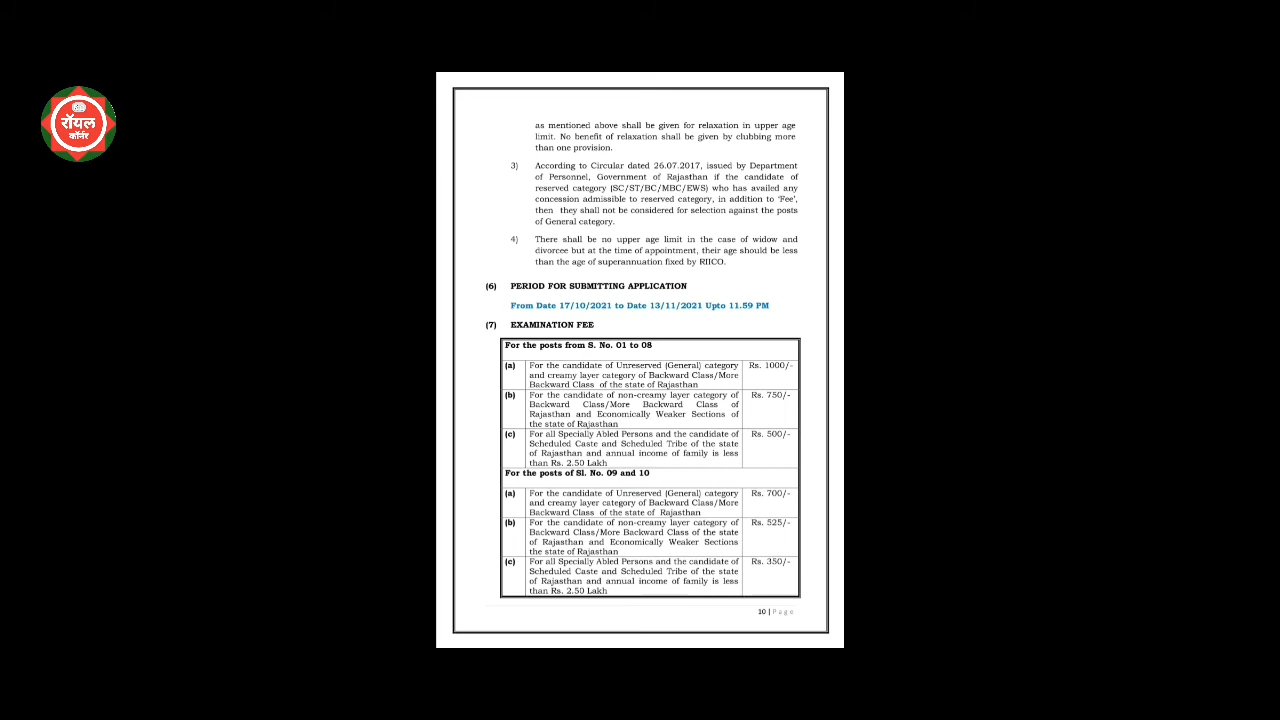 रॉयल
कॉर्नर
as mentioned above shall be given for relaxation in upper age
limit. No benefit of relaxation shall be given by clubbing more
than one provision.
3) According to Circular dated 26.07.2017, issued by Department
of Personnel, Government of Rajasthan if the candidate of
reserved category (SC/ST/BC/MBC/EWS) who has availed any
concession admissible to reserved category, in addition to ‘Fee’,
then they shall not be considered for selection against the posts
of General category.
4) There shall be no upper age limit in the case of widow and
divorcee but at the time of appointment, their age should be less
than the age of superannuation fixed by RIICO.
(6) PERIOD FOR SUBMITTING APPLICATION
From Date 17/10/2021 to Date 13/11/2021 Upto 11.59 PM
(7) EXAMINATION FEE
For the posts from S. No. 01 to 08
(a) For the candidate of Unreserved (General) category Rs. 1000/-
and creamy layer category of Backward Class/More
Backward Class of the state of Rajasthan
(b) For the candidate of non-creamy layer category of Rs. 750/-
Backward Class/More Backward Class of
Rajasthan and Economically Weaker Sections of
the state of Rajasthan
(c) For all Specially Abled Persons and the candidate of Rs. 500/-
Scheduled Caste and Scheduled Tribe of the state
of Rajasthan and annual income of family is less
than Rs. 2.50 Lakh
For the posts of Sl. No. 09 and 10
(a) For the candidate of Unreserved (General) category Rs. 700/-
and creamy layer category of Backward Class/More
Backward Class of the state of Rajasthan
(b) For the candidate of non-creamy layer category of Rs. 525/-
Backward Class/More Backward Class of the state
of Rajasthan and Economically Weaker Sections
the state of Rajasthan
(c) For all Specially Abled Persons and the candidate of Rs. 350/-
Scheduled Caste and Scheduled Tribe of the state
of Rajasthan and annual income of family is less
than Rs. 2.50 Lakh
10 | Page